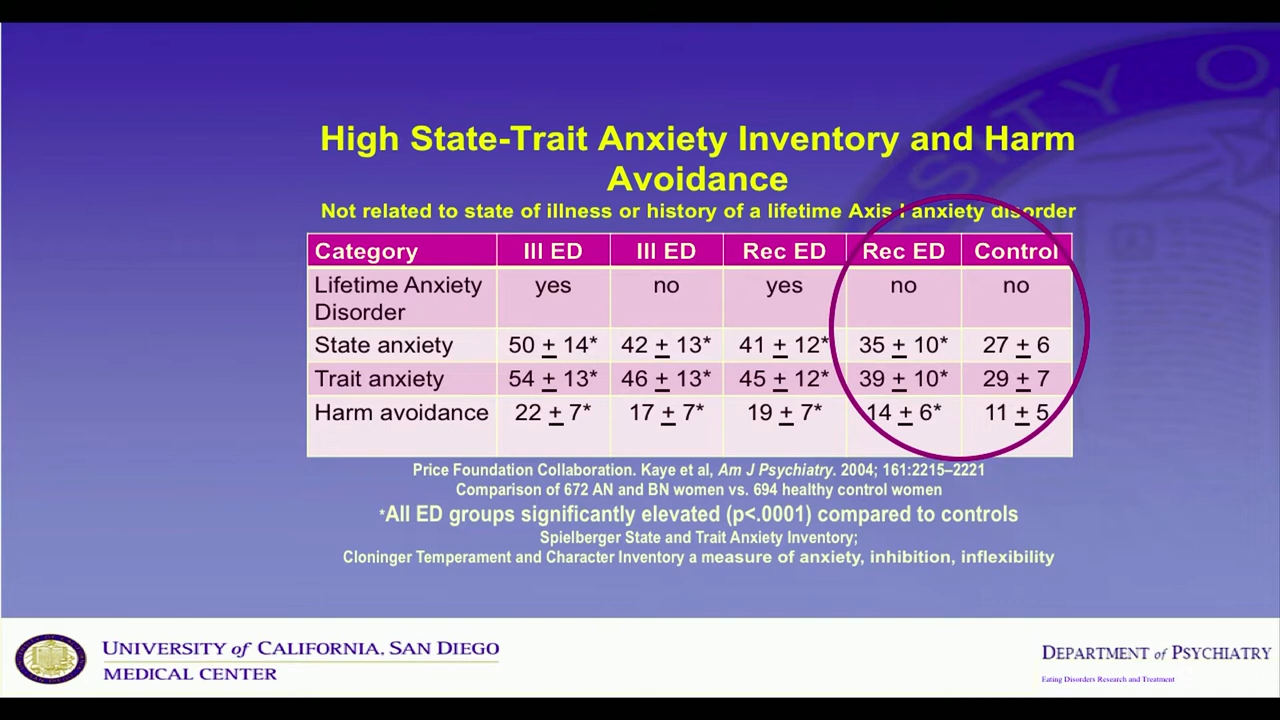 High State-Trait Anxiety Inventory and Harm
Avoidance
Not related to state of illness or history of a lifetime Axis I anxiety disorder
Category Ill ED Ill ED Rec ED Rec ED Control
Lifetime Anxiety Disorder yes no yes no no
State anxiety 50 ± 14* 42 ± 13* 41 ± 12* 35 ± 10* 27 ± 6
Trait anxiety 54 ± 13* 46 ± 13* 45 ± 12* 39 ± 10* 29 ± 7
Harm avoidance 22 ± 7* 17 ± 7* 19 ± 7* 14 ± 6* 11 ± 5
Price Foundation Collaboration. Kaye et al, Am J Psychiatry. 2004; 161:2215–2221
Comparison of 672 AN and BN women vs. 694 healthy control women
*All ED groups significantly elevated (p<.0001) compared to controls
Spielberger State and Trait Anxiety Inventory;
Cloninger Temperament and Character Inventory a measure of anxiety, inhibition, inflexibility
UNIVERSITY of CALIFORNIA, SAN DIEGO
MEDICAL CENTER
DEPARTMENT of PSYCHIATRY
Eating Disorders Research and Treatment